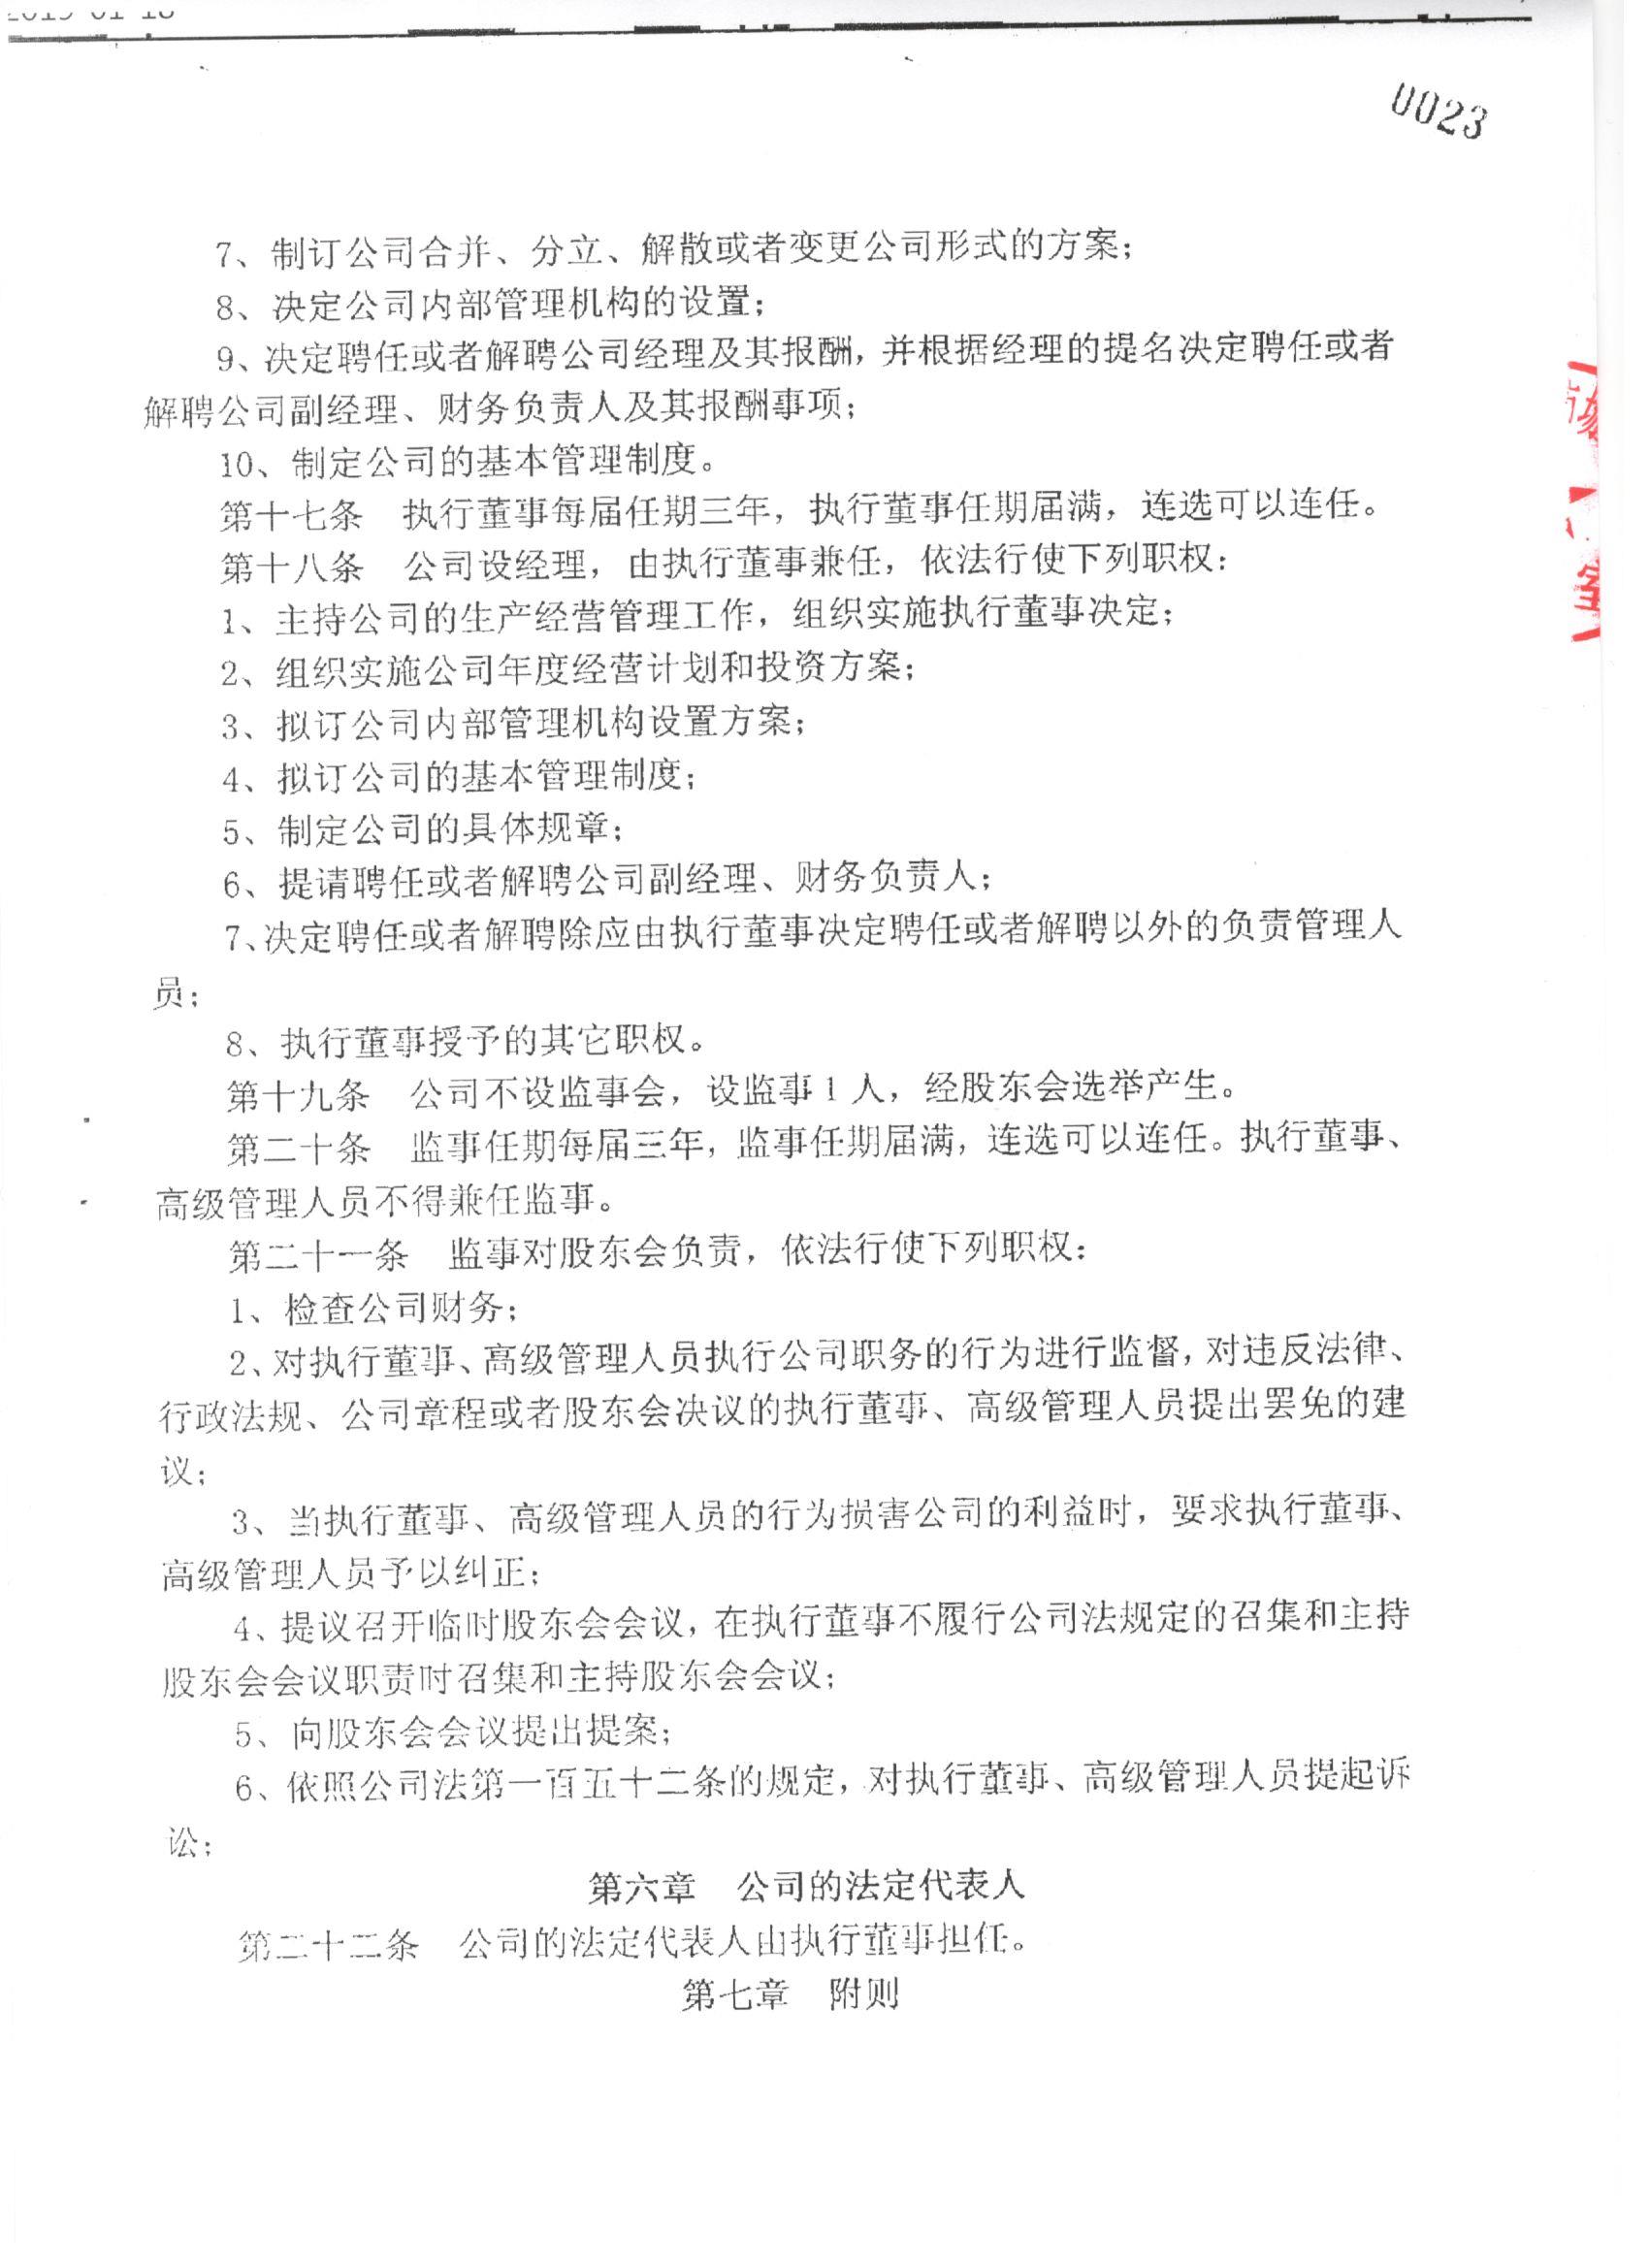 0023
7、制订公司合并、分立、解散或者变更公司形式的方案；
8、决定公司内部管理机构的设置；
9、决定聘任或者解聘公司经理及其报酬，并根据经理的提名决定聘任或者
解聘公司副经理、财务负责人及其报酬事项；
10、制定公司的基本管理制度。
第十七条　执行董事每届任期三年，执行董事任期届满，连选可以连任。
第十八条　公司设经理，由执行董事兼任，依法行使下列职权：
1、主持公司的生产经营管理工作，组织实施执行董事决定；
2、组织实施公司年度经营计划和投资方案；
3、拟订公司内部管理机构设置方案；
4、拟订公司的基本管理制度；
5、制定公司的具体规章；
6、提请聘任或者解聘公司副经理、财务负责人；
7、决定聘任或者解聘除应由执行董事决定聘任或者解聘以外的负责管理人
员；
8、执行董事授予的其它职权。
第十九条　公司不设监事会，设监事1人，经股东会选举产生。
第二十条　监事任期每届三年，监事任期届满，连选可以连任。执行董事、
高级管理人员不得兼任监事。
第二十一条　监事对股东会负责，依法行使下列职权：
1、检查公司财务；
2、对执行董事、高级管理人员执行公司职务的行为进行监督，对违反法律、
行政法规、公司章程或者股东会决议的执行董事、高级管理人员提出罢免的建
议；
3、当执行董事、高级管理人员的行为损害公司的利益时，要求执行董事、
高级管理人员予以纠正；
4、提议召开临时股东会会议，在执行董事不履行公司法规定的召集和主持
股东会会议职责时召集和主持股东会会议；
5、向股东会会议提出提案；
6、依照公司法第一百五十二条的规定，对执行董事、高级管理人员提起诉
讼；
第六章　公司的法定代表人
第二十二条　公司的法定代表人由执行董事担任。
第七章　附则